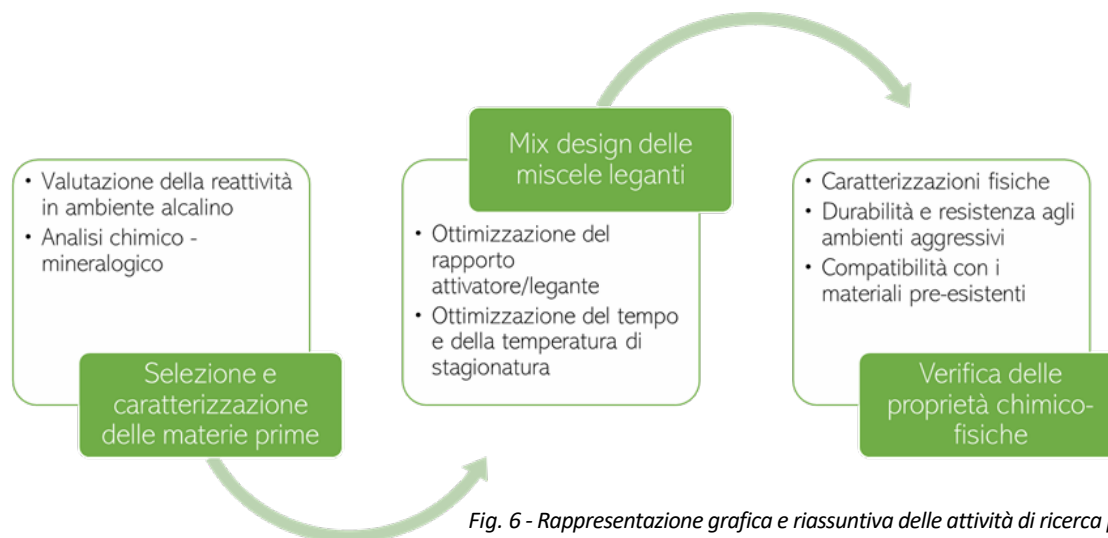 • Valutazione della reattività
in ambiente alcalino
• Analisi chimico -
mineralogico
Selezione e
caratterizzazione
delle materie prime
Mix design delle
miscele leganti
• Ottimizzazione del
rapporto
attivatore/legante
• Ottimizzazione del tempo
e della temperatura di
stagionatura
• Caratterizzazioni fisiche
• Durabilità e resistenza agli
ambienti aggressivi
• Compatibilità con i
materiali pre-esistenti
Verifica delle
proprietà chimico-
fisiche
Fig. 6 - Rappresentazione grafica e riassuntiva delle attività di ricerca